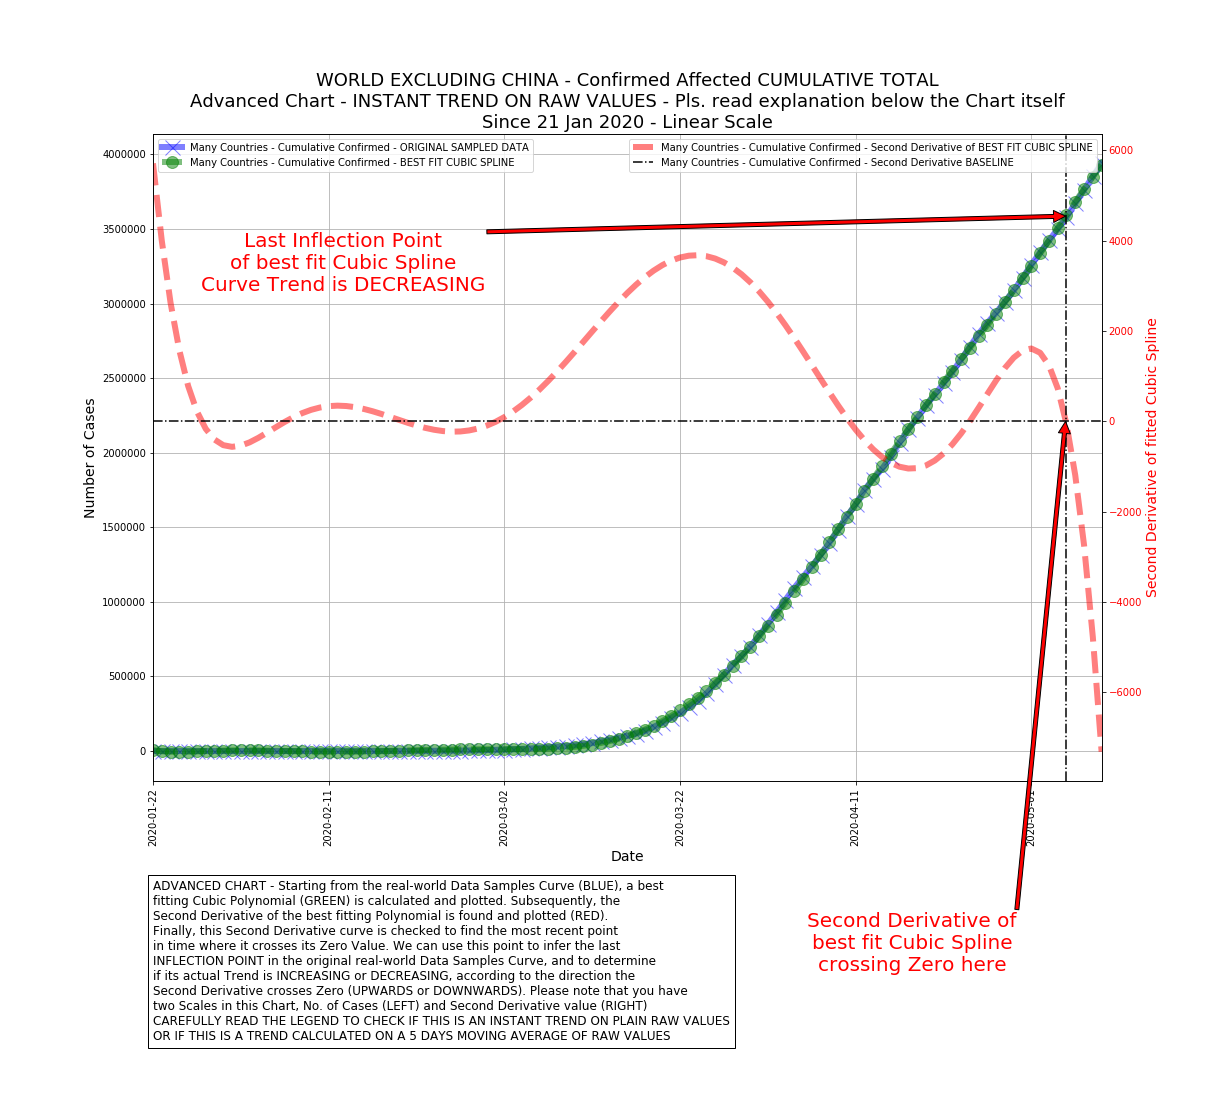 WORLD EXCLUDING CHINA - Confirmed Affected CUMULATIVE TOTAL
Advanced Chart - INSTANT TREND ON RAW VALUES - Pls. read explanation below the Chart itself
Since 21 Jan 2020 - Linear Scale
Many Countries - Cumulative Confirmed - ORIGINAL SAMPLED DATA
Many Countries - Cumulative Confirmed - BEST FIT CUBIC SPLINE
Many Countries - Cumulative Confirmed - Second Derivative of BEST FIT CUBIC SPLINE
Many Countries - Cumulative Confirmed - Second Derivative BASELINE
Last Inflection Point
of best fit Cubic Spline
Curve Trend is DECREASING
Number of Cases
4000000
3500000
3000000
2500000
2000000
1500000
1000000
500000
0
6000
4000
2000
0
−2000
−4000
−6000
Second Derivative of fitted Cubic Spline
2020-01-22
2020-02-11
2020-03-02
2020-03-22
2020-04-11
2020-05-01
Date
ADVANCED CHART - Starting from the real-world Data Samples Curve (BLUE), a best
fitting Cubic Polynomial (GREEN) is calculated and plotted. Subsequently, the
Second Derivative of the best fitting Polynomial is found and plotted (RED).
Finally, this Second Derivative curve is checked to find the most recent point
in time where it crosses its Zero Value. We can use this point to infer the last
INFLECTION POINT in the original real-world Data Samples Curve, and to determine
if its actual Trend is INCREASING or DECREASING, according to the direction the
Second Derivative crosses Zero (UPWARDS or DOWNWARDS). Please note that you have
two Scales in this Chart, No. of Cases (LEFT) and Second Derivative value (RIGHT)
CAREFULLY READ THE LEGEND TO CHECK IF THIS IS AN INSTANT TREND ON PLAIN RAW VALUES
OR IF THIS IS A TREND CALCULATED ON A 5 DAYS MOVING AVERAGE OF RAW VALUES
Second Derivative of
best fit Cubic Spline
crossing Zero here